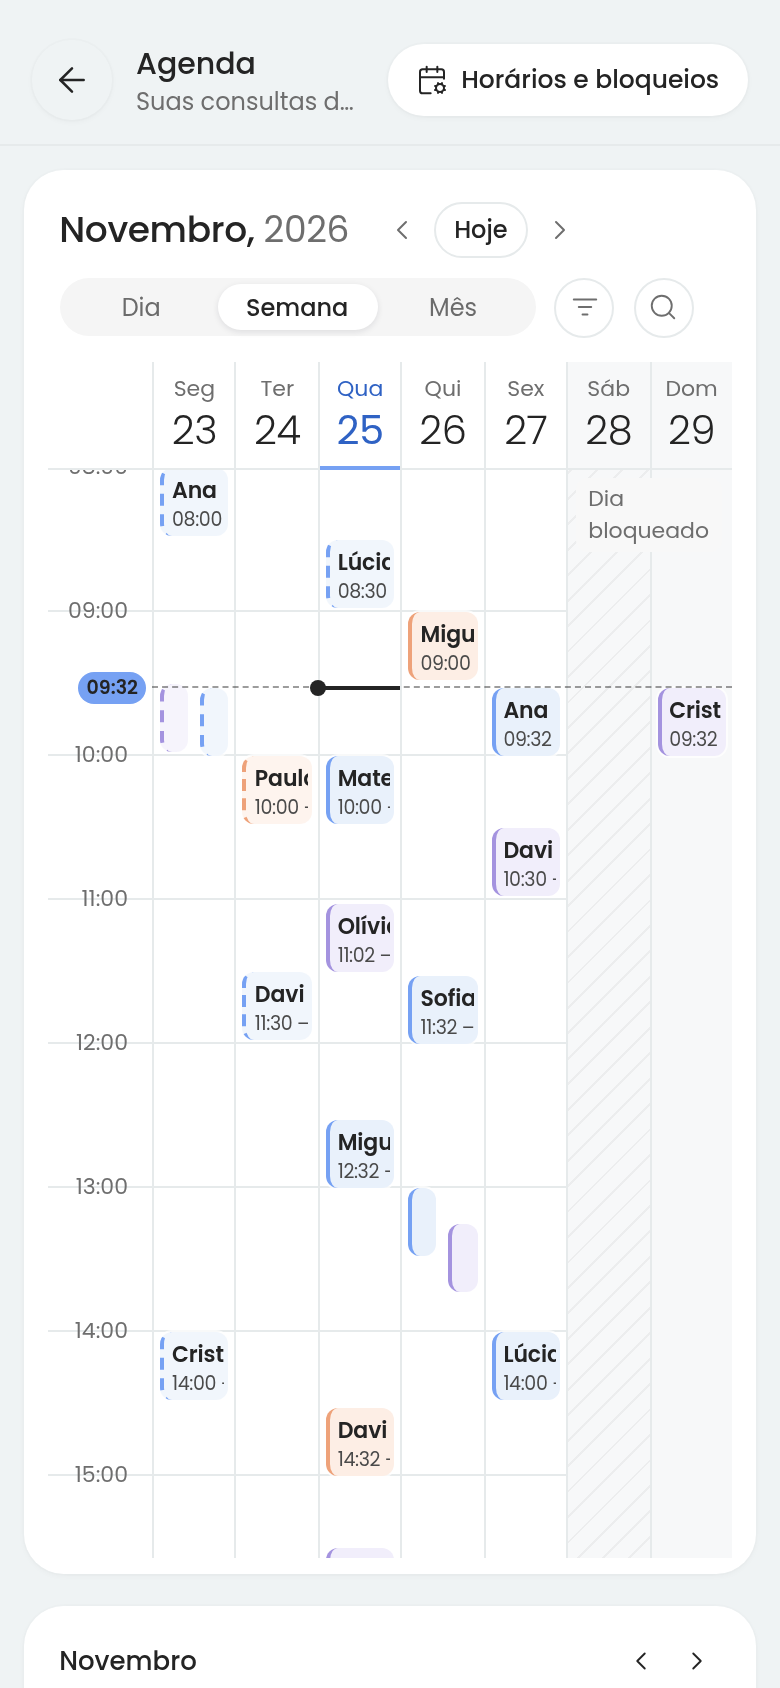 Agenda
Suas consultas d...
Horários e bloqueios
Novembro, 2026
Hoje
Dia
Semana
Mês
Seg
23
Ter
24
Qua
25
Qui
26
Sex
27
Sáb
28
Dom
29
Ana
08:00
Dia
bloqueado
Lúcia
08:30
09:00
Migu
09:00
09:32
Ana
09:32
Crist
09:32
10:00
Paulo
10:00 -
Mate
10:00 -
Davi
10:30 -
11:00
Olívi
11:02 –
Davi
11:30 –
Sofia
11:32 –
12:00
Migu
12:32 -
13:00
14:00
Crist
14:00 -
Lúcia
14:00 -
Davi
14:32 -
15:00
Novembro